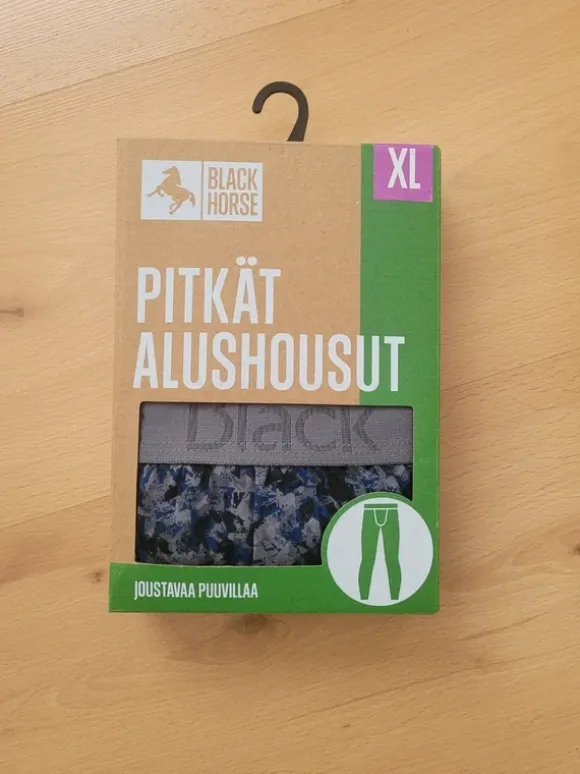 BLACK
HORSE
XL
PITKÄT
ALUSHOUSUT
Black
JOUSTAVAA PUUVILLAA